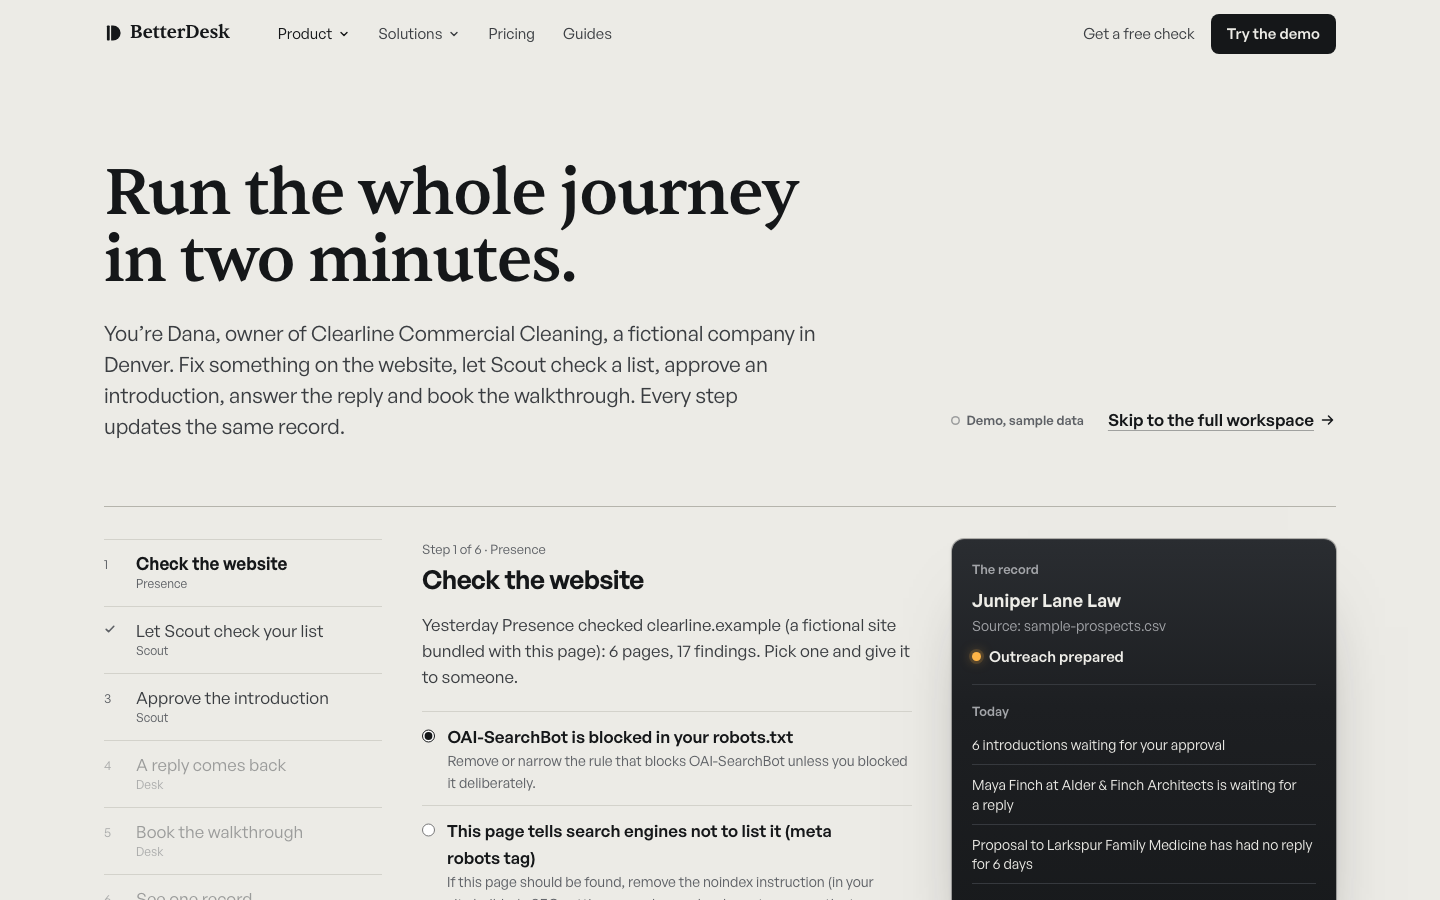 BetterDesk
Product
Solutions
Pricing
Guides
Get a free check
Try the demo
Run the whole journey
in two minutes.
You’re Dana, owner of Clearline Commercial Cleaning, a fictional company in
Denver. Fix something on the website, let Scout check a list, approve an
introduction, answer the reply and book the walkthrough. Every step
updates the same record.
Demo, sample data
Skip to the full workspace →
1
Check the website
Presence
Let Scout check your list
Scout
3
Approve the introduction
Scout
4
A reply comes back
Desk
5
Book the walkthrough
Desk
See one record
Step 1 of 6 · Presence
Check the website
Yesterday Presence checked clearline.example (a fictional site
bundled with this page): 6 pages, 17 findings. Pick one and give it
to someone.
OAI-SearchBot is blocked in your robots.txt
Remove or narrow the rule that blocks OAI-SearchBot unless you blocked
it deliberately.
This page tells search engines not to list it (meta
robots tag)
If this page should be found, remove the noindex instruction (in your
The record
Juniper Lane Law
Source: sample-prospects.csv
Outreach prepared
Today
6 introductions waiting for your approval
Maya Finch at Alder & Finch Architects is waiting for
a reply
Proposal to Larkspur Family Medicine has had no reply
for 6 days